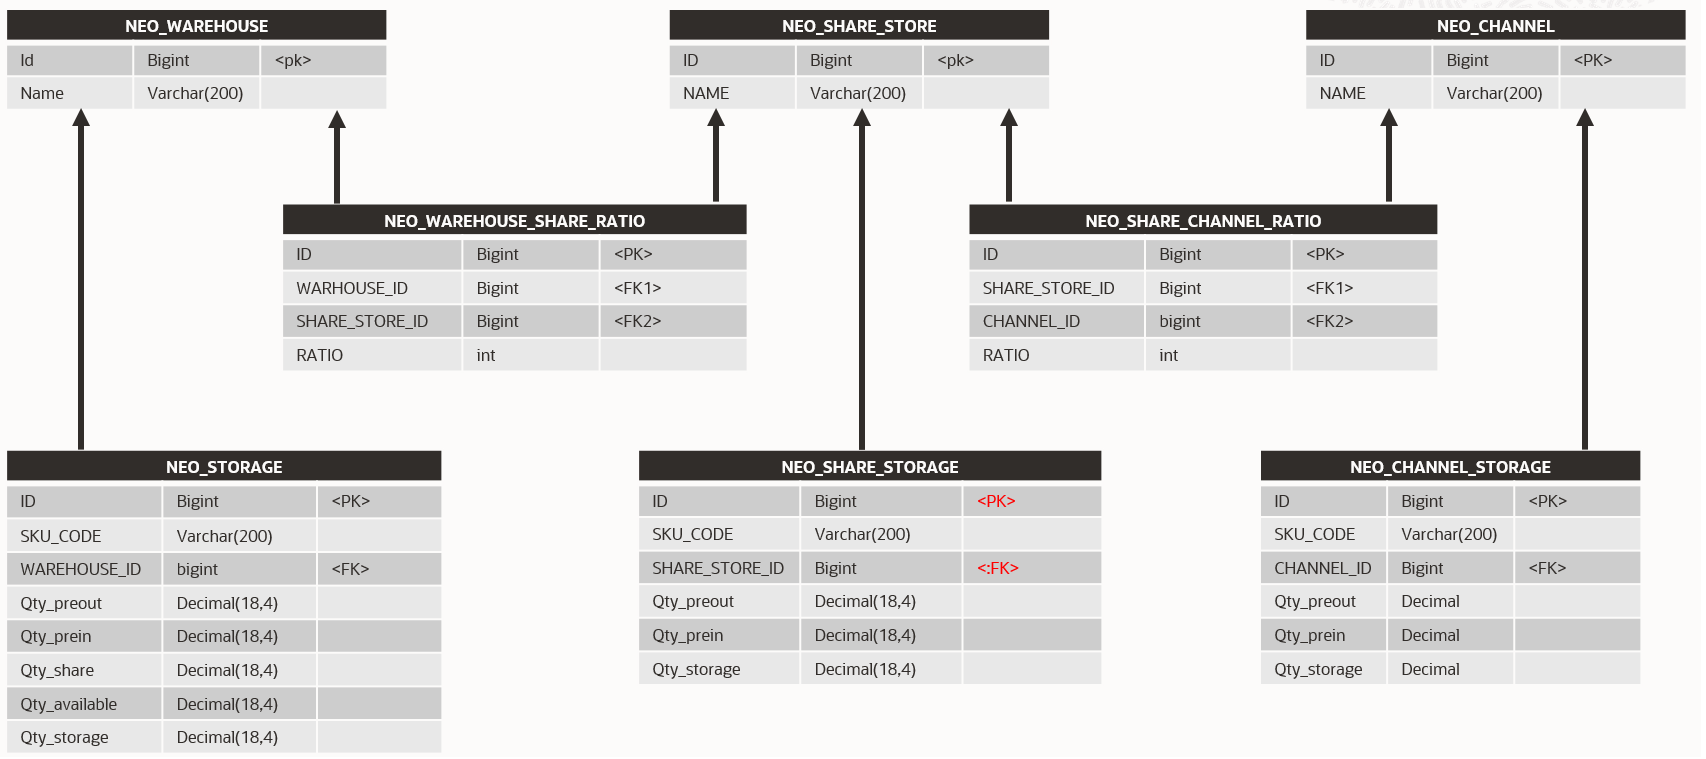 NEO_WAREHOUSE
Id Bigint <pk>
Name Varchar(200)
NEO_SHARE_STORE
ID Bigint <pk>
NAME Varchar(200)
NEO_CHANNEL
ID Bigint <PK>
NAME Varchar(200)
NEO_WAREHOUSE_SHARE_RATIO
ID Bigint <PK>
WARHOUSE_ID Bigint <FK1>
SHARE_STORE_ID Bigint <FK2>
RATIO int
NEO_SHARE_CHANNEL_RATIO
ID Bigint <PK>
SHARE_STORE_ID Bigint <FK1>
CHANNEL_ID bigint <FK2>
RATIO int
NEO_STORAGE
ID Bigint <PK>
SKU_CODE Varchar(200)
WAREHOUSE_ID bigint <FK>
Qty_preout Decimal(18,4)
Qty_prein Decimal(18,4)
Qty_share Decimal(18,4)
Qty_available Decimal(18,4)
Qty_storage Decimal(18,4)
NEO_SHARE_STORAGE
ID Bigint <PK>
SKU_CODE Varchar(200)
SHARE_STORE_ID Bigint <:FK>
Qty_preout Decimal(18,4)
Qty_prein Decimal(18,4)
Qty_storage Decimal(18,4)
NEO_CHANNEL_STORAGE
ID Bigint <PK>
SKU_CODE Varchar(200)
CHANNEL_ID Bigint <FK>
Qty_preout Decimal
Qty_prein Decimal
Qty_storage Decimal